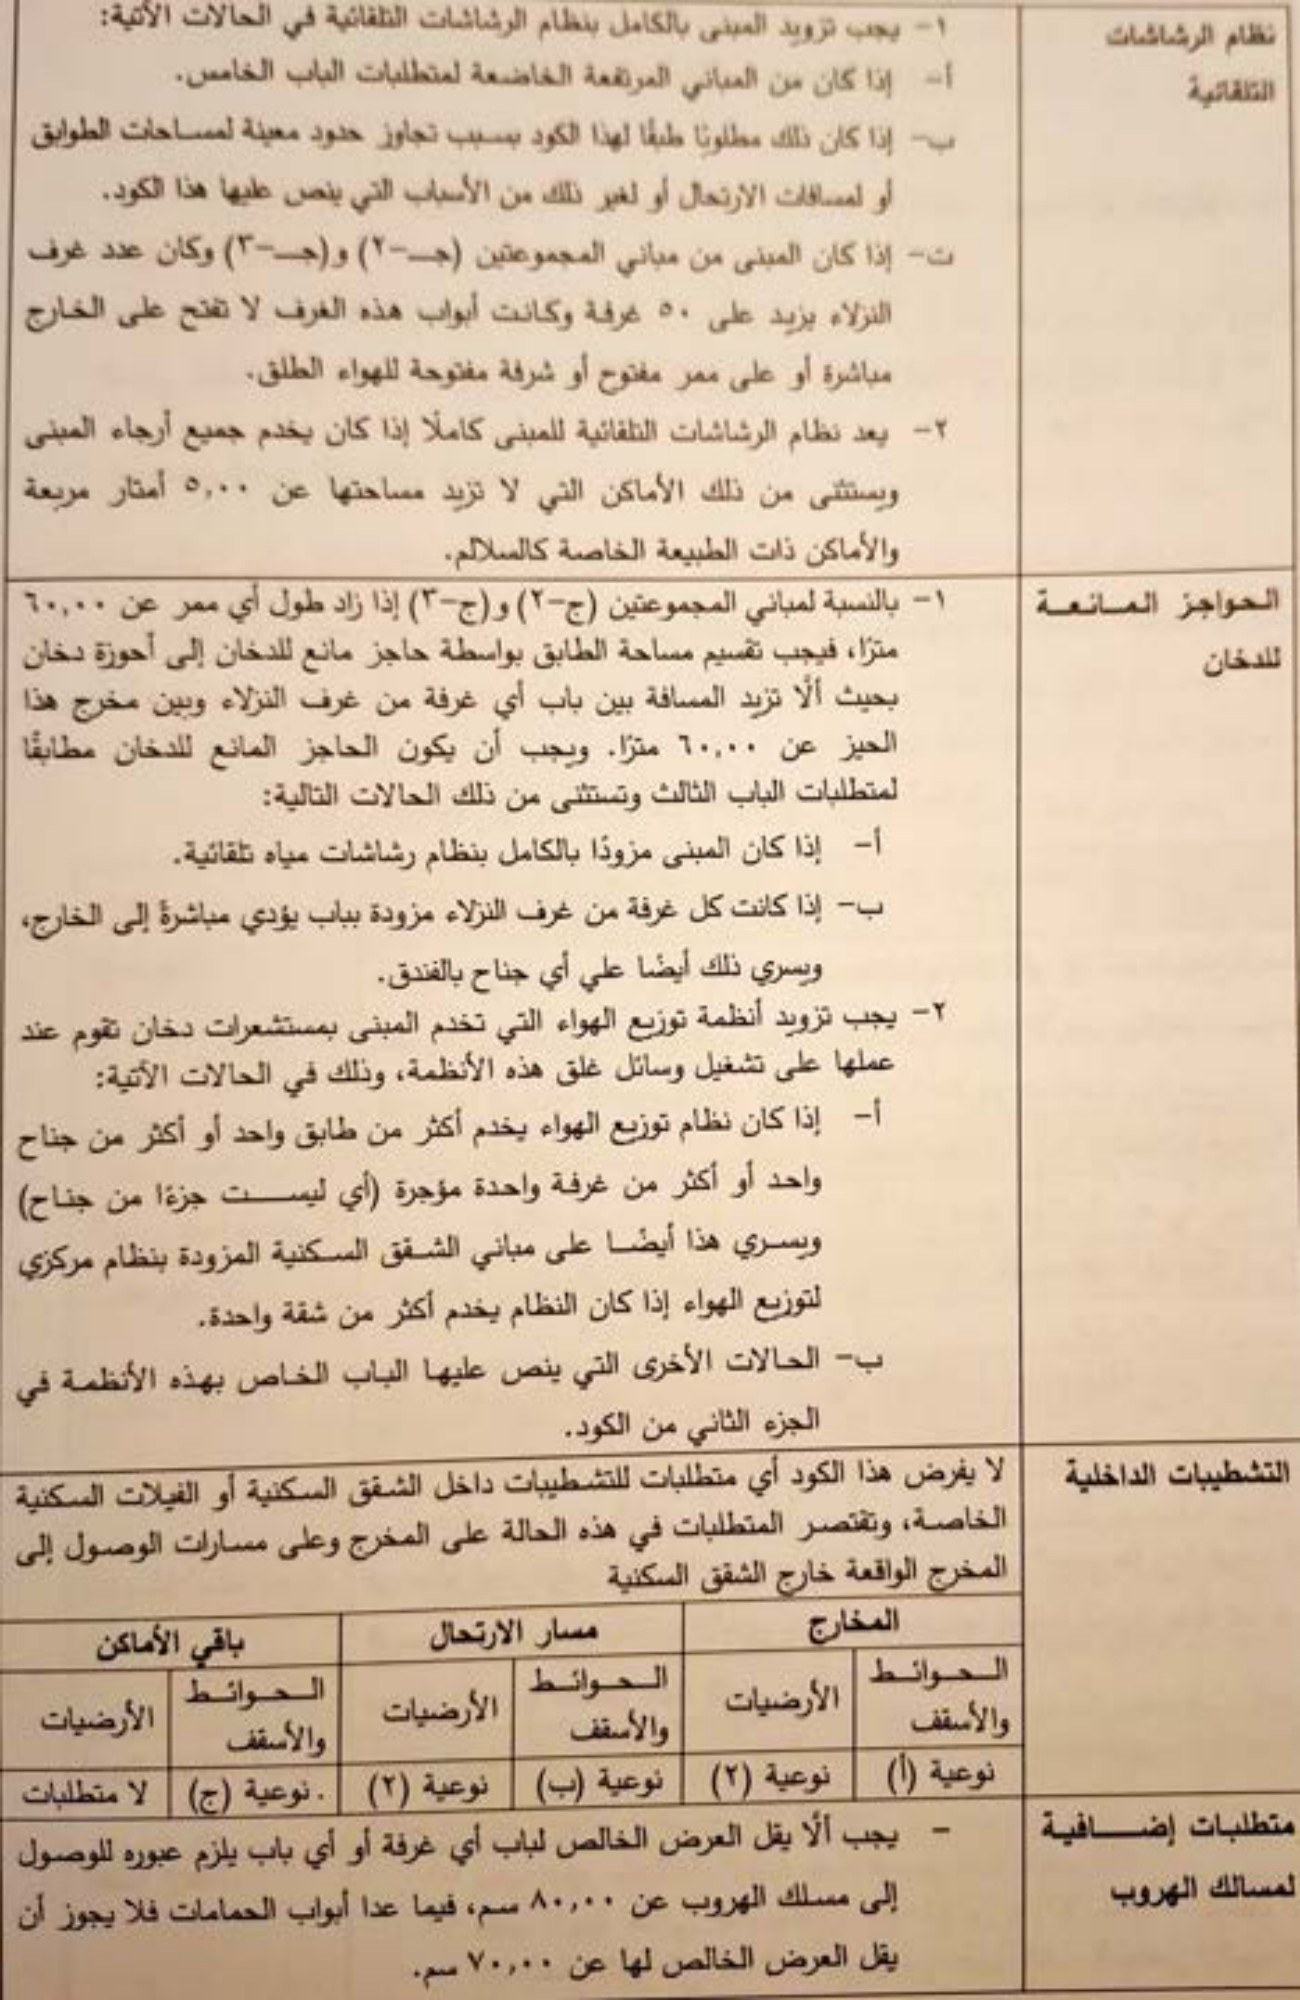 نظام الرشاشات
التلقائية
١- يجب تزويد المبنى بالكامل بنظام الرشاشات التلقائية في الحالات الآتية:
أ- إذا كان من المباني المرتفعة الخاضعة لمتطلبات الباب الخامس.
ب- إذا كان ذلك مطلوبًا طبقًا لهذا الكود بسبب تجاوز حدود معينة لمساحات الطوابق
أو لمسافات الارتحال أو لغير ذلك من الأسباب التي ينص عليها هذا الكود.
ت- إذا كان المبنى من مباني المجموعتين (جـ-٢) و(جـ-٣) وكان عدد غرف
النزلاء يزيد على ٥٠ غرفة وكانت أبواب هذه الغرف لا تفتح على الخارج
مباشرة أو على ممر مفتوح أو شرفة مفتوحة للهواء الطلق.
٢- يعد نظام الرشاشات التلقائية للمبنى كاملًا إذا كان يخدم جميع أرجاء المبنى
ويستثنى من ذلك الأماكن التي لا تزيد مساحتها عن ٥,٠٠ أمتار مربعة
والأماكن ذات الطبيعة الخاصة كالسلالم.
الحواجز المانعة
للدخان
١- بالنسبة لمباني المجموعتين (ج-٢) و(ج-٣) إذا زاد طول أي ممر عن ٦٠,٠٠
مترًا، فيجب تقسيم مساحة الطابق بواسطة حاجز مانع للدخان إلى أحوزة دخان
بحيث ألَّا تزيد المسافة بين باب أي غرفة من غرف النزلاء وبين مخرج هذا
الحيز عن ٦٠,٠٠ مترًا. ويجب أن يكون الحاجز المانع للدخان مطابقًا
لمتطلبات الباب الثالث وتستثنى من ذلك الحالات التالية:
أ- إذا كان المبنى مزودًا بالكامل بنظام رشاشات مياه تلقائية.
ب- إذا كانت كل غرفة من غرف النزلاء مزودة بباب يؤدي مباشرةً إلى الخارج،
ويسري ذلك أيضًا علي أي جناح بالفندق.
٢- يجب تزويد أنظمة توزيع الهواء التي تخدم المبنى بمستشعرات دخان تقوم عند
عملها على تشغيل وسائل غلق هذه الأنظمة، وذلك في الحالات الآتية:
أ- إذا كان نظام توزيع الهواء يخدم أكثر من طابق واحد أو أكثر من جناح
واحد أو أكثر من غرفة واحدة مؤجرة (أي ليست جزءًا من جناح)
ويسري هذا أيضًا على مباني الشقق السكنية المزودة بنظام مركزي
لتوزيع الهواء إذا كان النظام يخدم أكثر من شقة واحدة.
ب- الحالات الأخرى التي ينص عليها الباب الخاص بهذه الأنظمة في
الجزء الثاني من الكود.
التشطيبات الداخلية
لا يفرض هذا الكود أي متطلبات للتشطيبات داخل الشقق السكنية أو الفيلات السكنية
الخاصة، وتقتصر المتطلبات في هذه الحالة على المخرج وعلى مسارات الوصول إلى
المخرج الواقعة خارج الشقق السكنية
المخارج مسار الارتحال باقي الأماكن
الحوائط والأسقف الأرضيات الحوائط والأسقف الأرضيات الحوائط والأسقف الأرضيات
نوعية (أ) نوعية (٢) نوعية (ب) نوعية (٢) نوعية (ج). لا متطلبات
متطلبات إضافية
لمسالك الهروب
- يجب ألَّا يقل العرض الخالص لباب أي غرفة أو أي باب يلزم عبوره للوصول
إلى مسلك الهروب عن ٨٠,٠٠ سم، فيما عدا أبواب الحمامات فلا يجوز أن
يقل العرض الخالص لها عن ٧٠,٠٠ سم.